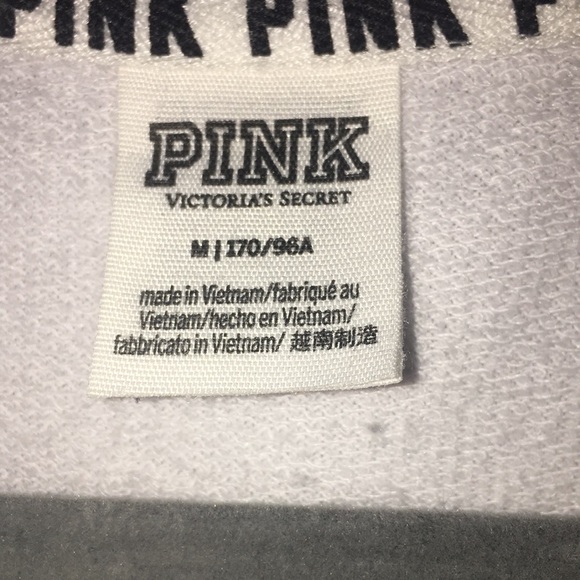 PINK PINK P
PINK
VICTORIA'S SECRET
M | 170/96A
made in Vietnam/fabriqué au
Vietnam/hecho en Vietnam/
fabbricato in Vietnam/ 越南制造